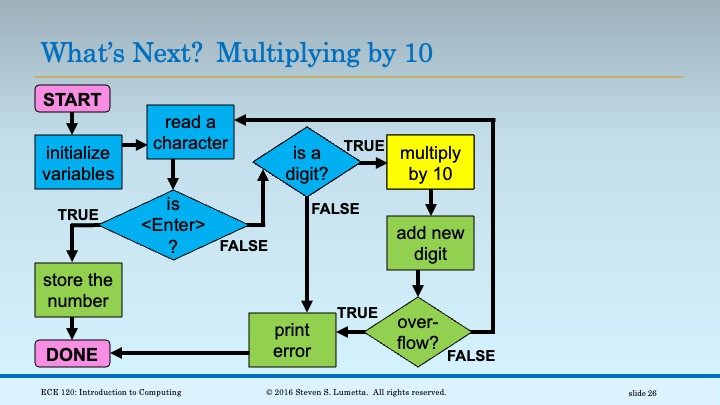 What's Next?  Multiplying by 10
START
initialize
variables
read a
character
is
<Enter>
?
TRUE
FALSE
store the
number
DONE
is a
digit?
TRUE
FALSE
multiply
by 10
add new
digit
over-
flow?
TRUE
FALSE
print
error
ECE 120: Introduction to Computing
© 2016 Steven S. Lumetta.  All rights reserved.
slide 26